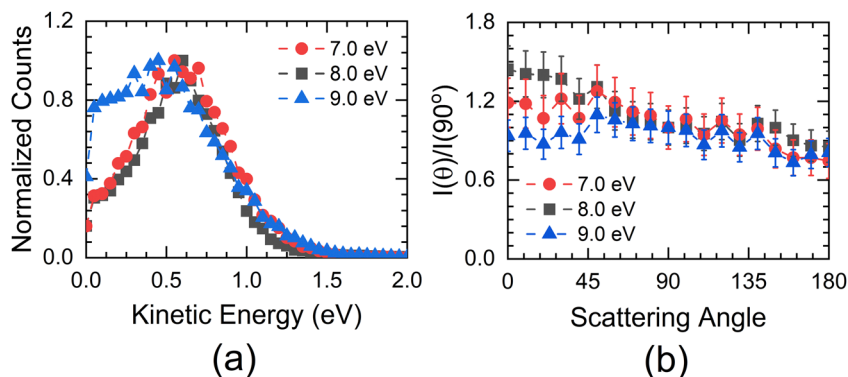 Normalized Counts
1.2
0.8
0.4
0.0
7.0 eV
8.0 eV
9.0 eV
0.0 0.5 1.0 1.5 2.0
Kinetic Energy (eV)
(a)
I(θ)/I(90°)
1.8
1.2
0.6
0.0
7.0 eV
8.0 eV
9.0 eV
0 45 90 135 180
Scattering Angle
(b)